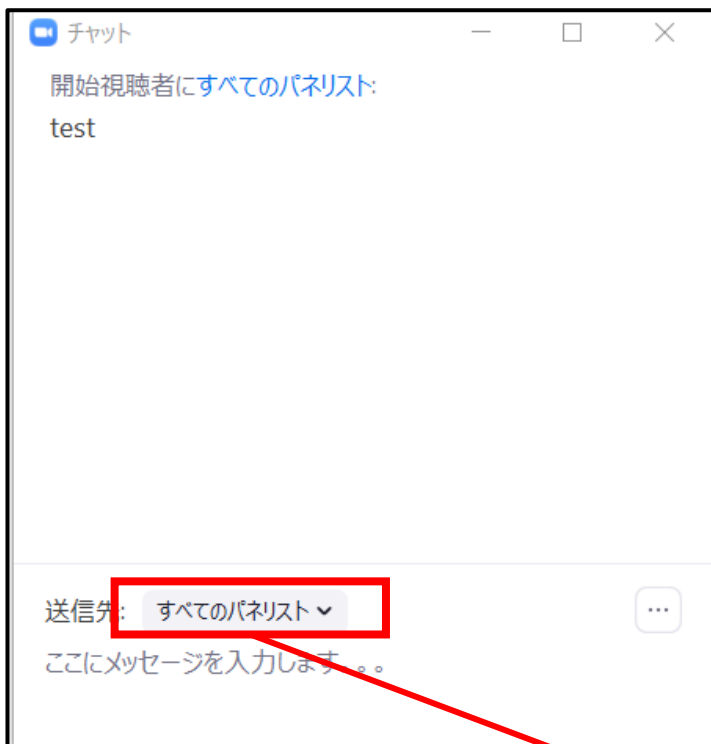 チャット
開始視聴者にすべてのパネリスト:
test
送信先: すべてのパネリスト
ここにメッセージを入力します。。。